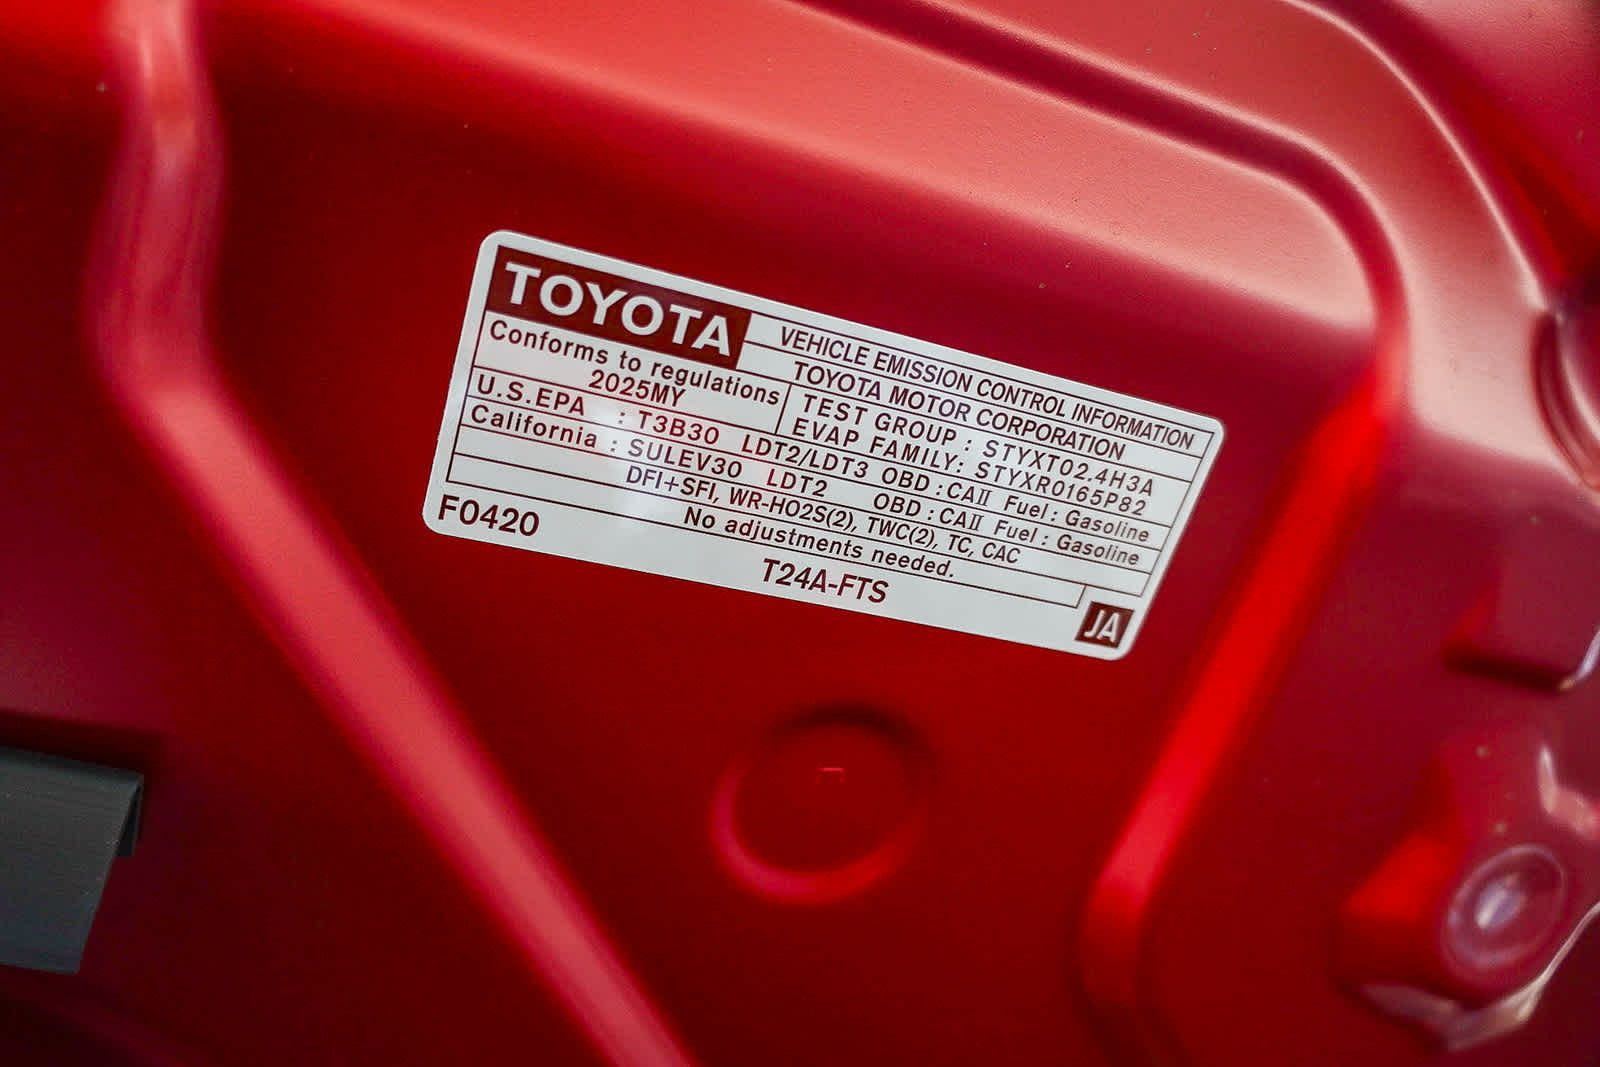 TOYOTA
VEHICLE EMISSION CONTROL INFORMATION
Conforms to regulations
2025MY
TOYOTA MOTOR CORPORATION
TEST GROUP : STYXT02.4H3A
EVAP FAMILY: STYXR0165P82
U.S.EPA : T3B30 LDT2/LDT3 OBD : CAⅡ Fuel : Gasoline
California : SULEV30 LDT2 OBD : CAⅡ Fuel : Gasoline
DFI+SFI, WR-HO2S(2), TWC(2), TC, CAC
No adjustments needed.
F0420
T24A-FTS
JA